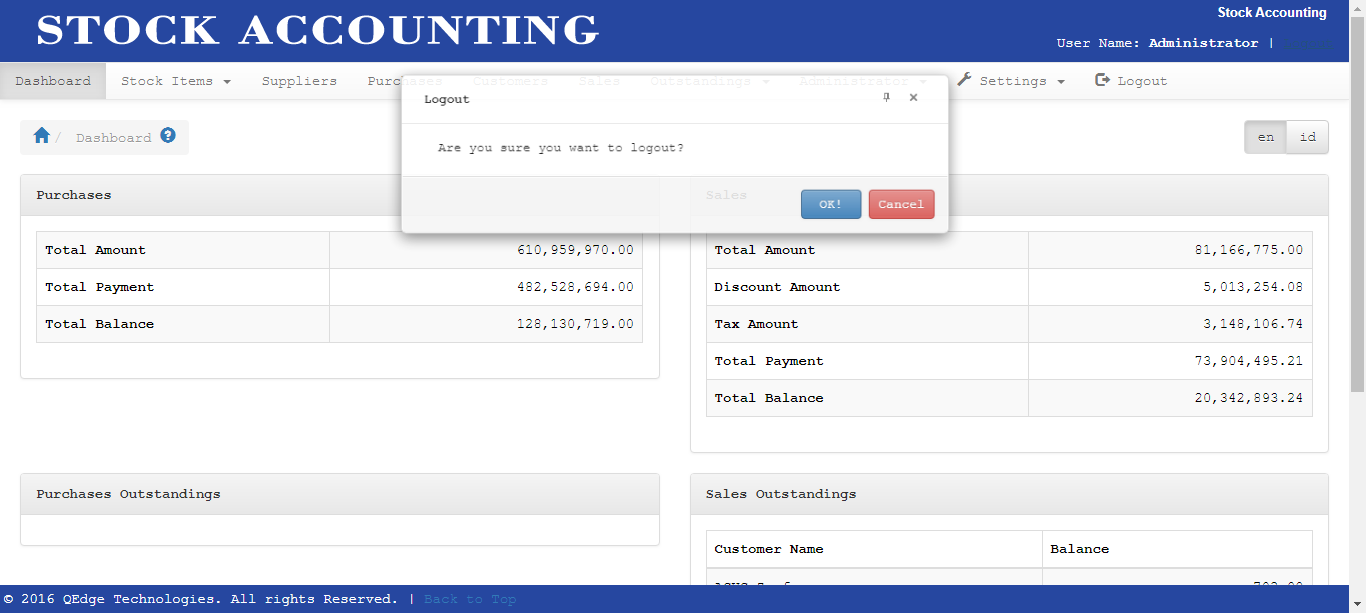 STOCK ACCOUNTING
Stock Accounting
User Name: Administrator |
Dashboard Stock Items Suppliers Purchases Customers Sales Outstandings Administrator Settings Logout
Logout
Dashboard
en id
Are you sure you want to logout?
OK! Cancel
Purchases
Total Amount 610,959,970.00
Total Payment 482,528,694.00
Total Balance 128,130,719.00
Sales
Total Amount 81,166,775.00
Discount Amount 5,013,254.08
Tax Amount 3,148,106.74
Total Payment 73,904,495.21
Total Balance 20,342,893.24
Purchases Outstandings
Sales Outstandings
Customer Name Balance
© 2016 QEdge Technologies. All rights Reserved. | Back to Top